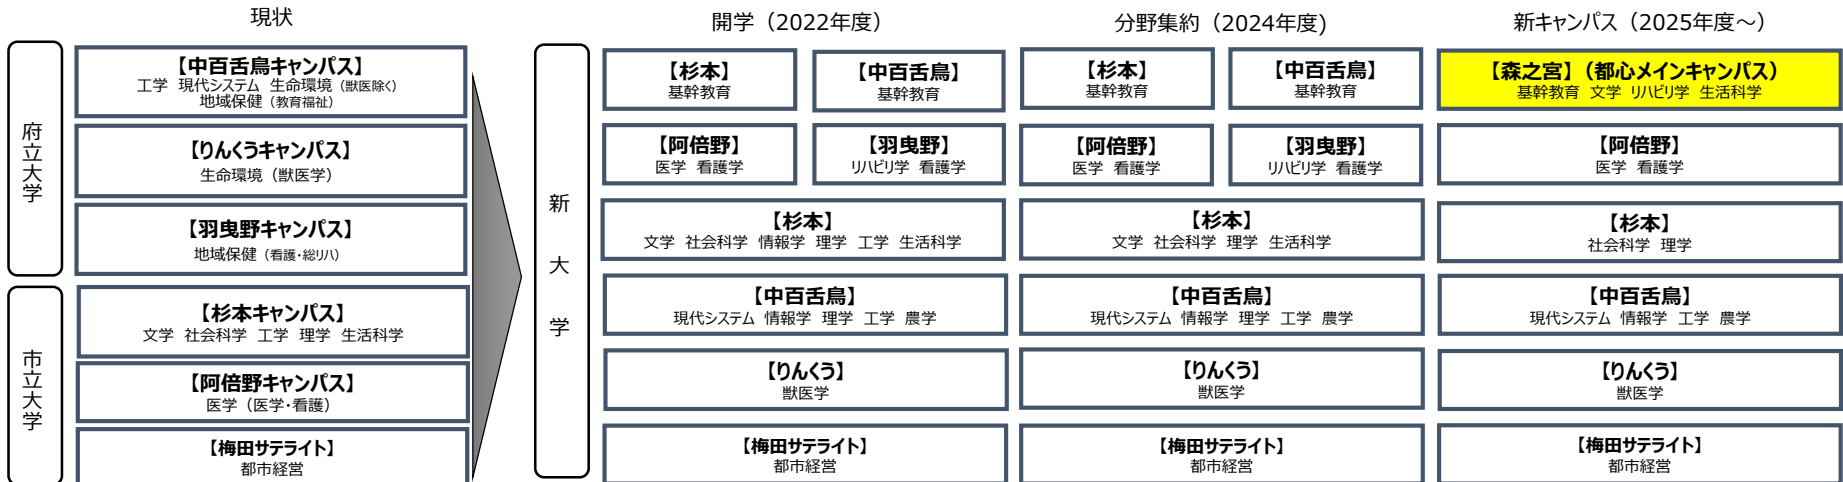 現状
府立大学
【中百舌鳥キャンパス】
工学 現代システム 生命環境（獣医除く）
地域保健（教育福祉）
【りんくうキャンパス】
生命環境（獣医学）
【羽曳野キャンパス】
地域保健（看護・総リハ）
市立大学
【杉本キャンパス】
文学 社会科学 工学 理学 生活科学
【阿倍野キャンパス】
医学（医学・看護）
【梅田サテライト】
都市経営
新大学
開学（2022年度）
【杉本】
基幹教育
【中百舌鳥】
基幹教育
【阿倍野】
医学 看護学
【羽曳野】
リハビリ学 看護学
【杉本】
文学 社会科学 情報学 理学 工学 生活科学
【中百舌鳥】
現代システム 情報学 理学 工学 農学
【りんくう】
獣医学
【梅田サテライト】
都市経営
分野集約（2024年度)
【杉本】
基幹教育
【中百舌鳥】
基幹教育
【阿倍野】
医学 看護学
【羽曳野】
リハビリ学 看護学
【杉本】
文学 社会科学 理学 生活科学
【中百舌鳥】
現代システム 情報学 理学 工学 農学
【りんくう】
獣医学
【梅田サテライト】
都市経営
新キャンパス（2025年度～）
【森之宮】（都心メインキャンパス）
基幹教育 文学 リハビリ学 生活科学
【阿倍野】
医学 看護学
【杉本】
社会科学 理学
【中百舌鳥】
現代システム 情報学 工学 農学
【りんくう】
獣医学
【梅田サテライト】
都市経営